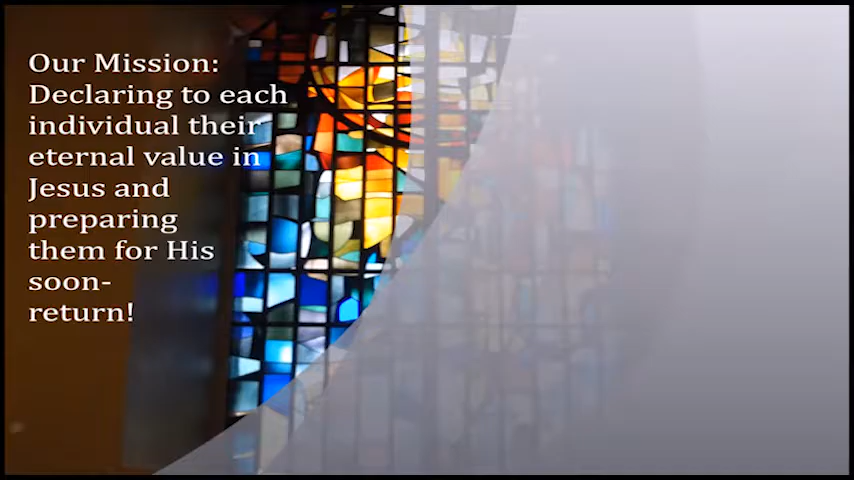 Our Mission:
Declaring to each
individual their
eternal value in
Jesus and
preparing
them for His
soon-
return!